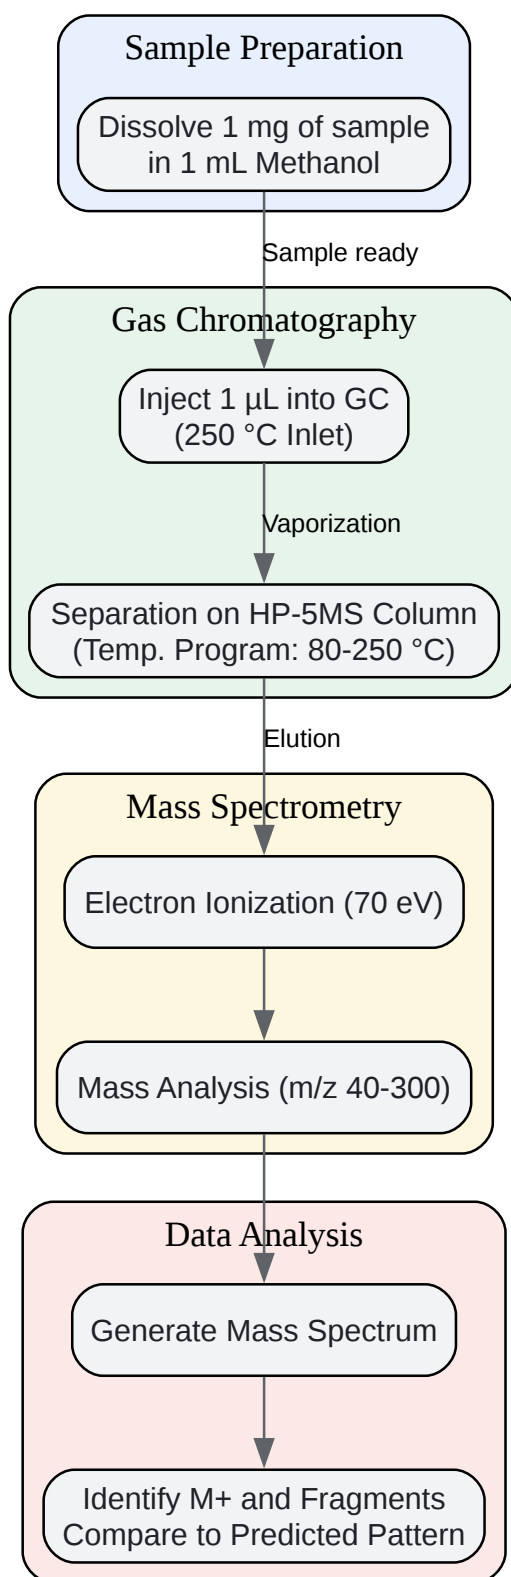 Sample Preparation
Dissolve 1 mg of sample
in 1 mL Methanol
Sample ready
Gas Chromatography
Inject 1 µL into GC
(250 °C Inlet)
Vaporization
Separation on HP-5MS Column
(Temp. Program: 80-250 °C)
Elution
Mass Spectrometry
Electron Ionization (70 eV)
Mass Analysis (m/z 40-300)
Data Analysis
Generate Mass Spectrum
Identify M+ and Fragments
Compare to Predicted Pattern